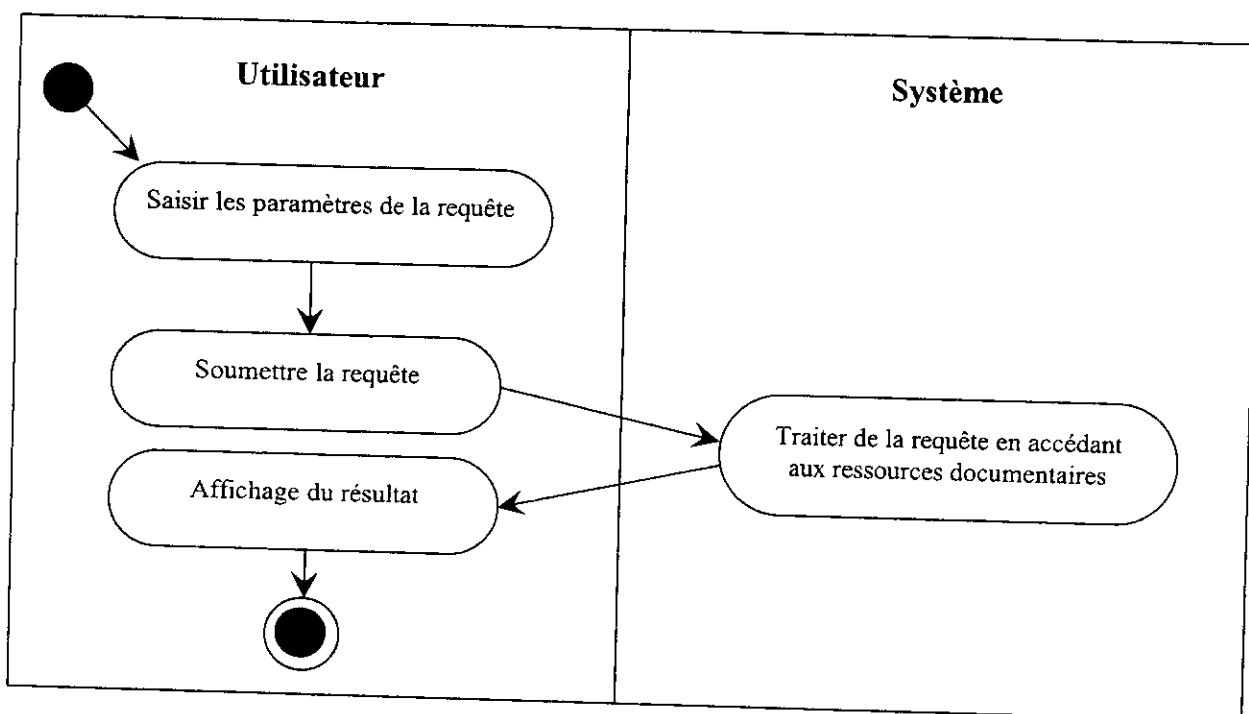 Utilisateur
Système
Saisir les paramètres de la requête
Soumettre la requête
Traiter de la requête en accédant
aux ressources documentaires
Affichage du résultat